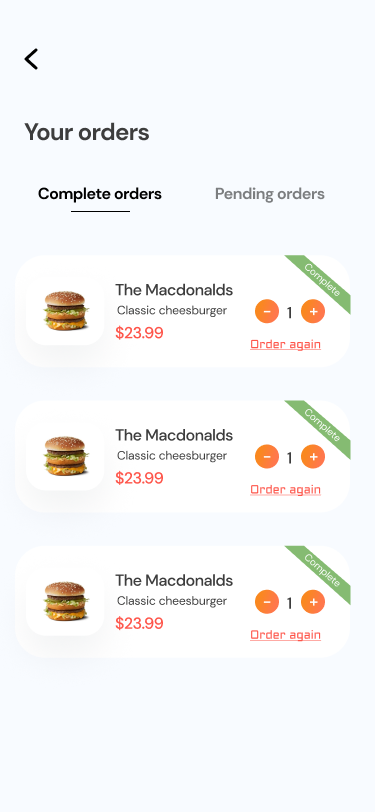 Your orders
Complete orders
Pending orders
Complete
The Macdonalds
Classic cheesburger
- 1 +
$23.99
Order again
Complete
The Macdonalds
Classic cheesburger
- 1 +
$23.99
Order again
Complete
The Macdonalds
Classic cheesburger
- 1 +
$23.99
Order again